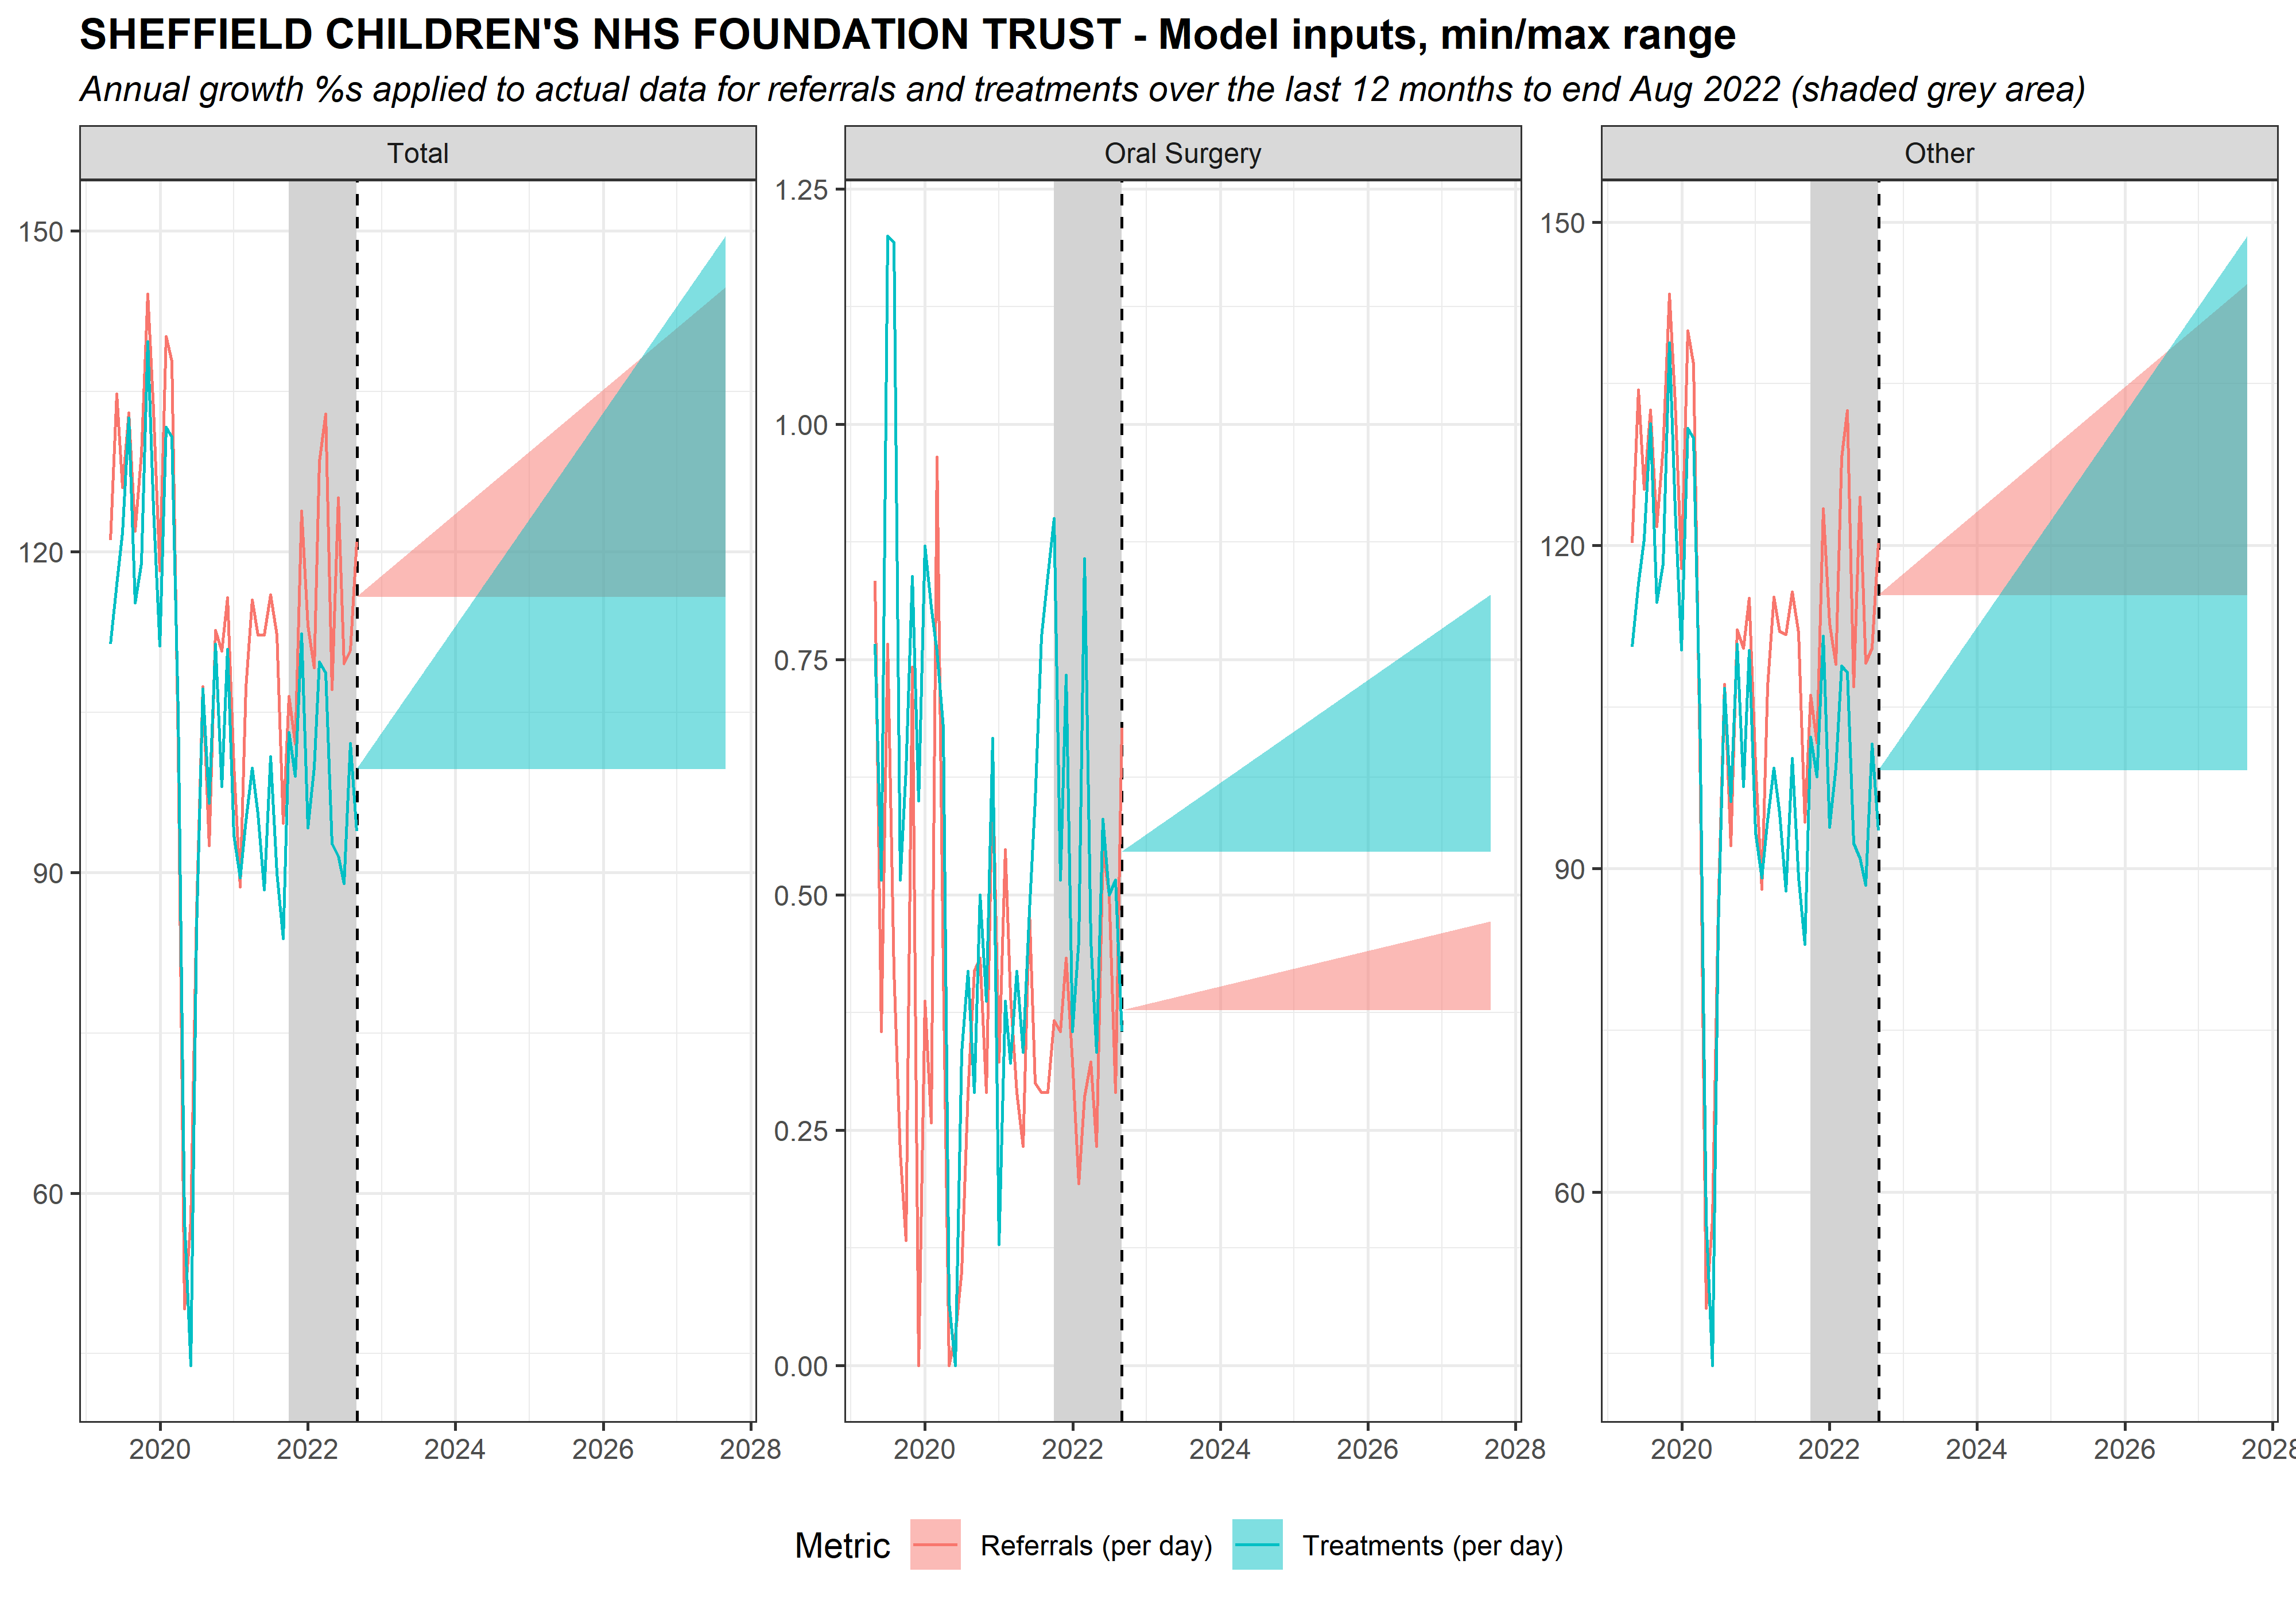 SHEFFIELD CHILDREN'S NHS FOUNDATION TRUST - Model inputs, min/max range
Annual growth %s applied to actual data for referrals and treatments over the last 12 months to end Aug 2022 (shaded grey area)
Total
Oral Surgery
Other
150
120
90
60
1.25
1.00
0.75
0.50
0.25
0.00
150
120
90
60
2020 2022 2024 2026 2028
2020 2022 2024 2026 2028
2020 2022 2024 2026 2028
Metric Referrals (per day) Treatments (per day)